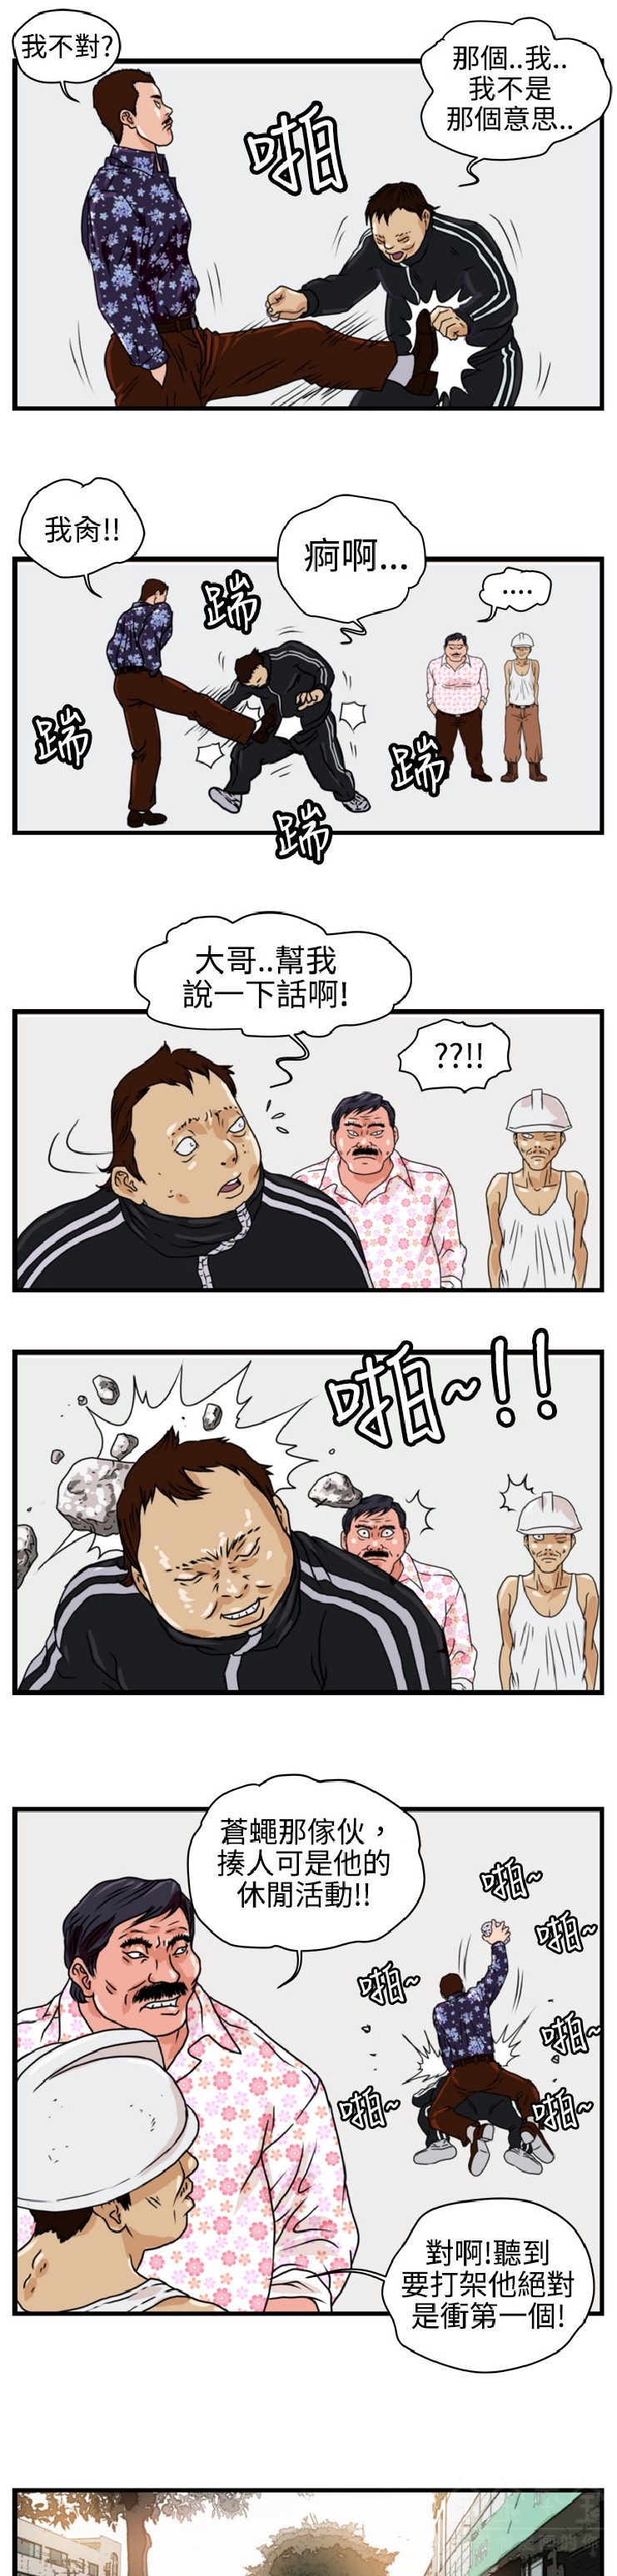 我不對?
那個..我..
我不是
那個意思..
啪
我肏!!
痾啊...
....
踹
踹
踹
踹
大哥..幫我
說一下話啊!
??!!
啪~!!
蒼蠅那傢伙，
揍人可是他的
休閒活動!!
啪~
啪~
啪~
啪~
啪~
啪~
對啊!聽到
要打架他絕對
是衝第一個!